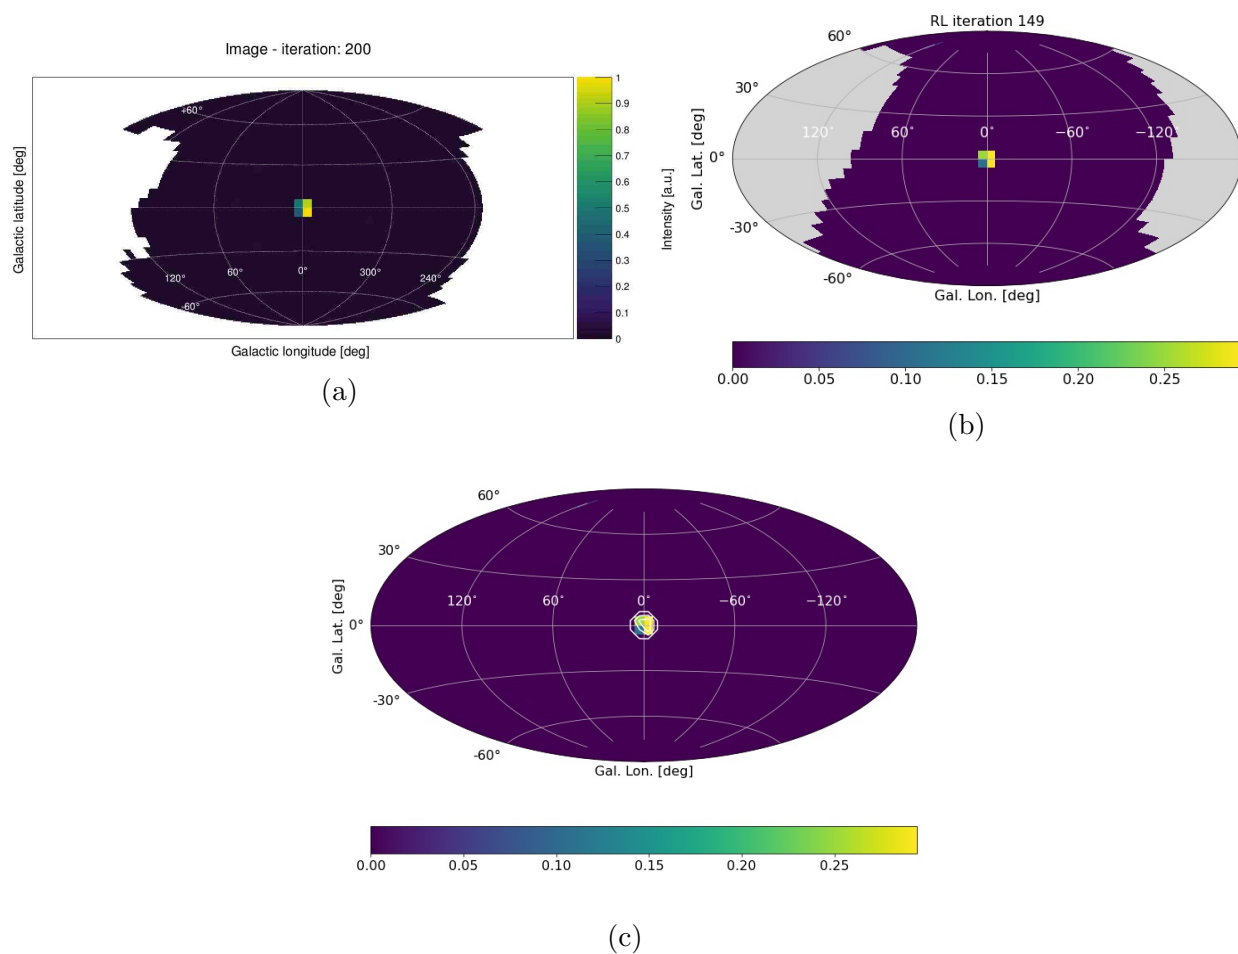 Image - iteration: 200
+60°
Galactic latitude [deg]
120°
60°
0°
300°
240°
-60°
Galactic longitude [deg]
1
0.9
0.8
0.7
0.6
0.5
0.4
0.3
0.2
0.1
0
Intensity [a.u.]
(a)
RL iteration 149
60°
30°
0°
-30°
-60°
Gal. Lat. [deg]
120° 60° 0° −60° −120°
Gal. Lon. [deg]
0.00 0.05 0.10 0.15 0.20 0.25
(b)
60°
30°
0°
-30°
-60°
Gal. Lat. [deg]
120° 60° 0° −60° −120°
Gal. Lon. [deg]
0.00 0.05 0.10 0.15 0.20 0.25
(c)